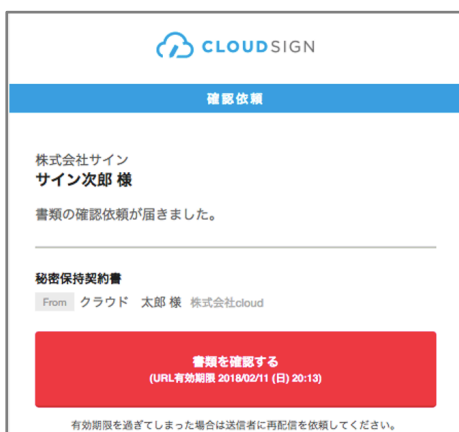 CLOUDSIGN
確認依頼
株式会社サイン
サイン次郎 様
書類の確認依頼が届きました。
秘密保持契約書
From クラウド 太郎 様 株式会社cloud
書類を確認する
(URL有効期限 2018/02/11 (日) 20:13)
有効期限を過ぎてしまった場合は送信者に再配信を依頼してください。